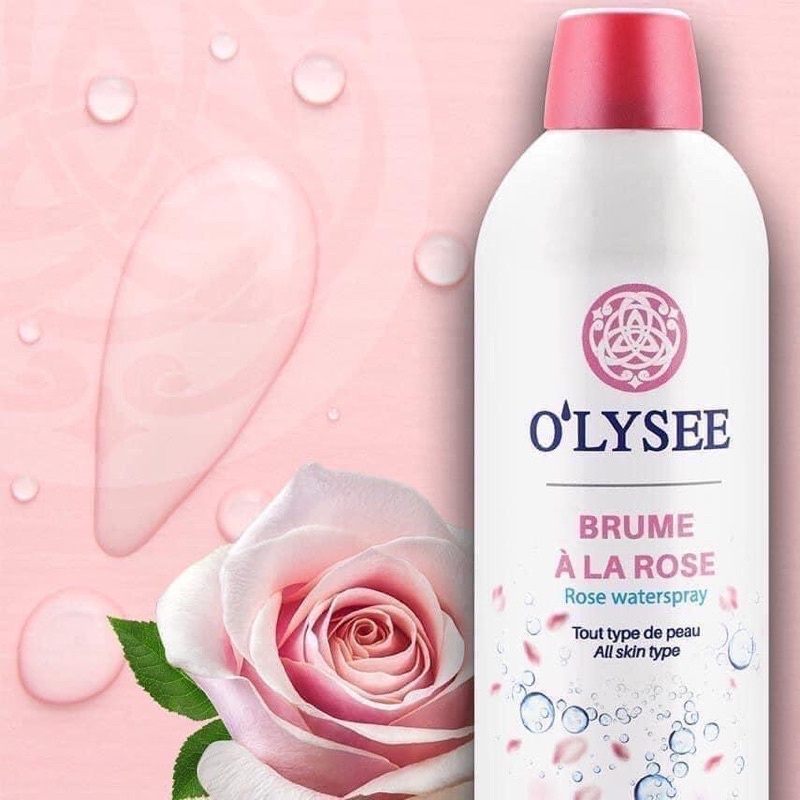 O'LYSEE
BRUME
À LA ROSE
Rose waterspray
Tout type de peau
All skin type